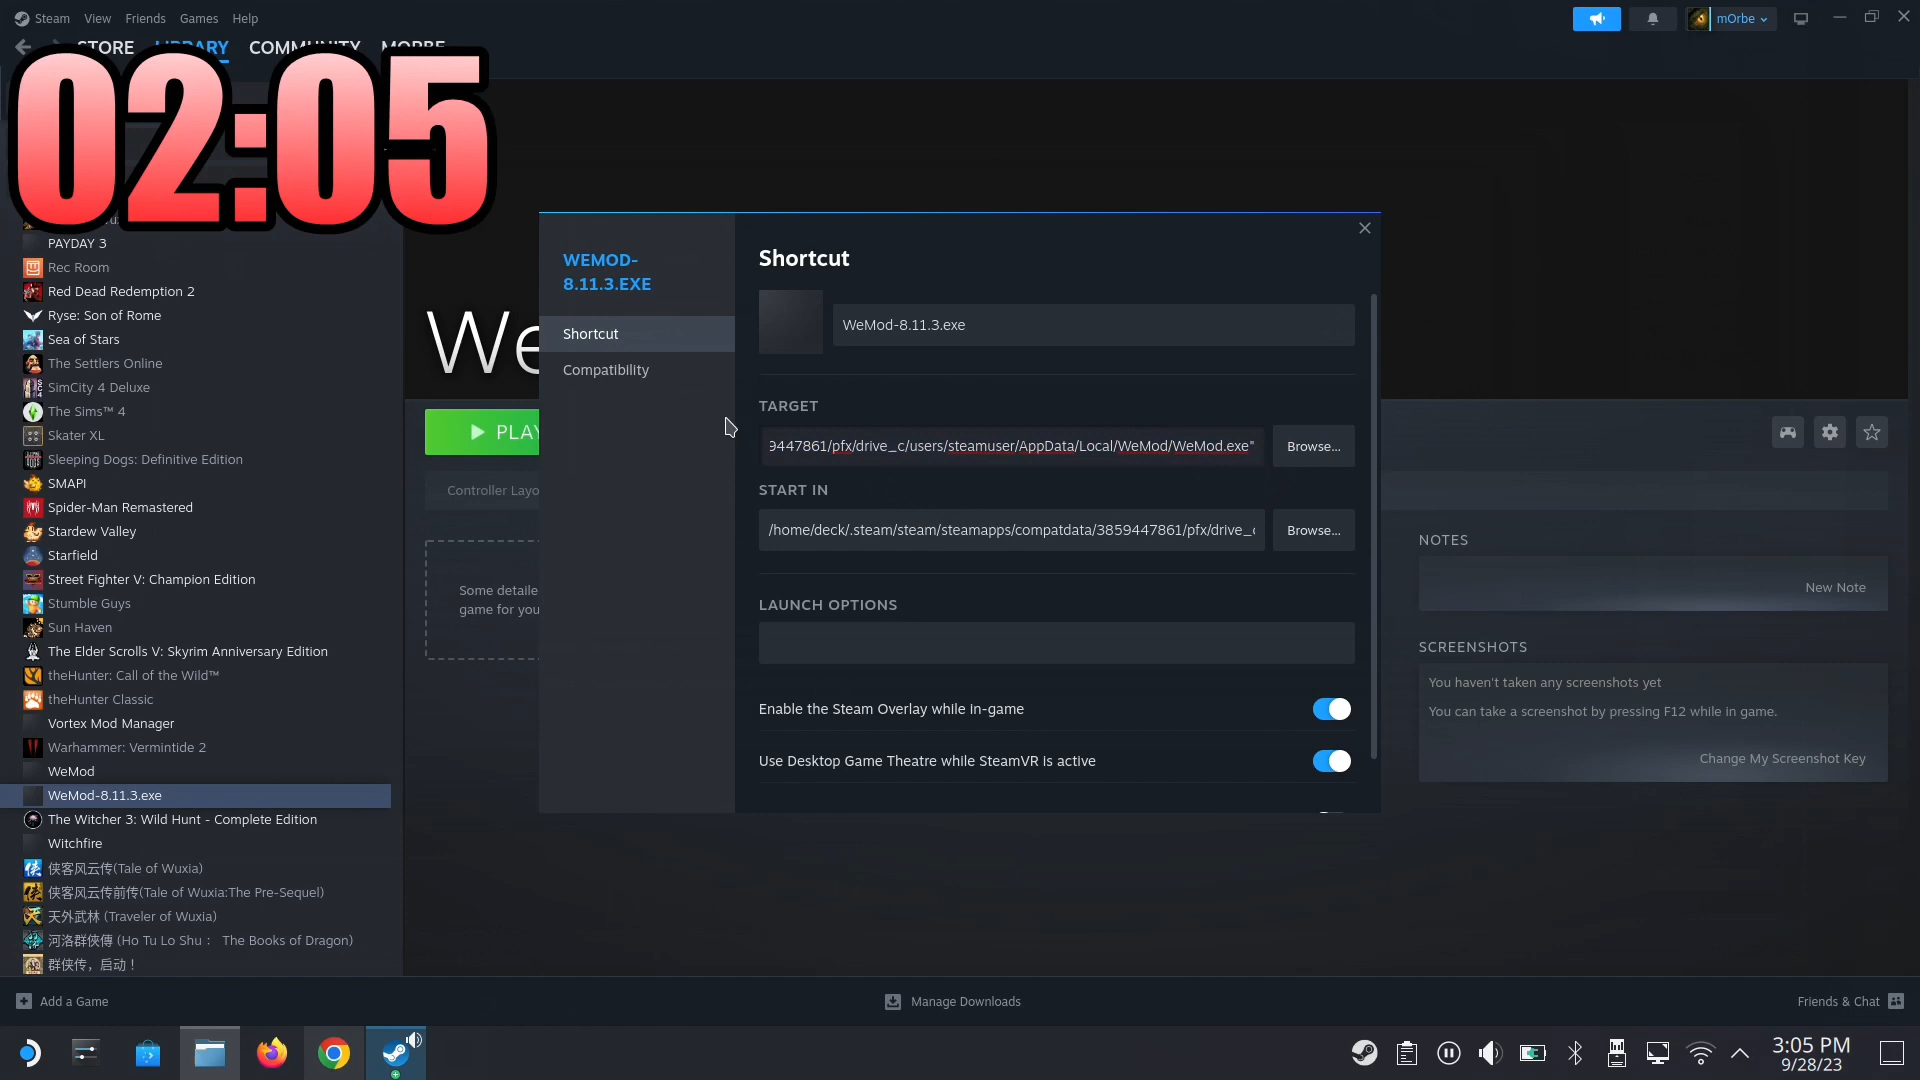 Steam View Friends Games Help
mOrbe
STORE LIBRARY COMMUNITY MORBE
02:05
PAYDAY 3
Rec Room
Red Dead Redemption 2
Ryse: Son of Rome
Sea of Stars
The Settlers Online
SimCity 4 Deluxe
The Sims™ 4
Skater XL
Sleeping Dogs: Definitive Edition
SMAPI
Spider-Man Remastered
Stardew Valley
Starfield
Street Fighter V: Champion Edition
Stumble Guys
Sun Haven
The Elder Scrolls V: Skyrim Anniversary Edition
theHunter: Call of the Wild™
theHunter Classic
Vortex Mod Manager
Warhammer: Vermintide 2
WeMod
WeMod-8.11.3.exe
The Witcher 3: Wild Hunt - Complete Edition
Witchfire
侠客风云传(Tale of Wuxia)
侠客风云传前传(Tale of Wuxia:The Pre-Sequel)
天外武林 (Traveler of Wuxia)
河洛群俠傳 (Ho Tu Lo Shu： The Books of Dragon)
群侠传，启动！
We
PLAY
Controller Layo
Some detaile
game for you
WEMOD-
8.11.3.EXE
Shortcut
Compatibility
Shortcut
WeMod-8.11.3.exe
TARGET
9447861/pfx/drive_c/users/steamuser/AppData/Local/WeMod/WeMod.exe"
Browse...
START IN
/home/deck/.steam/steam/steamapps/compatdata/3859447861/pfx/drive_c
Browse...
LAUNCH OPTIONS
Enable the Steam Overlay while in-game
Use Desktop Game Theatre while SteamVR is active
NOTES
New Note
SCREENSHOTS
You haven't taken any screenshots yet
You can take a screenshot by pressing F12 while in game.
Change My Screenshot Key
Add a Game
Manage Downloads
Friends & Chat
3:05 PM
9/28/23